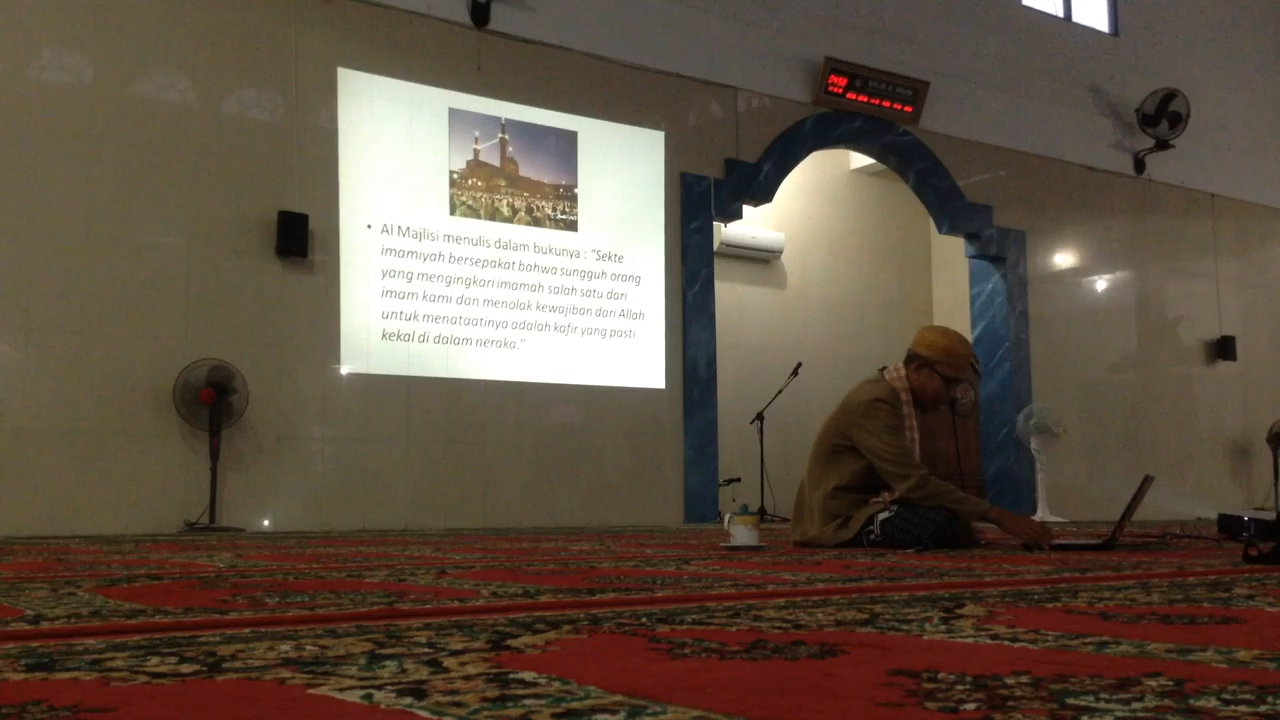 • Al Majlisi menulis dalam bukunya : “Sekte
imamiyah bersepakat bahwa sungguh orang
yang mengingkari imamah salah satu dari
imam kami dan menolak kewajiban dari Allah
untuk menataatinya adalah kafir yang pasti
kekal di dalam neraka.”